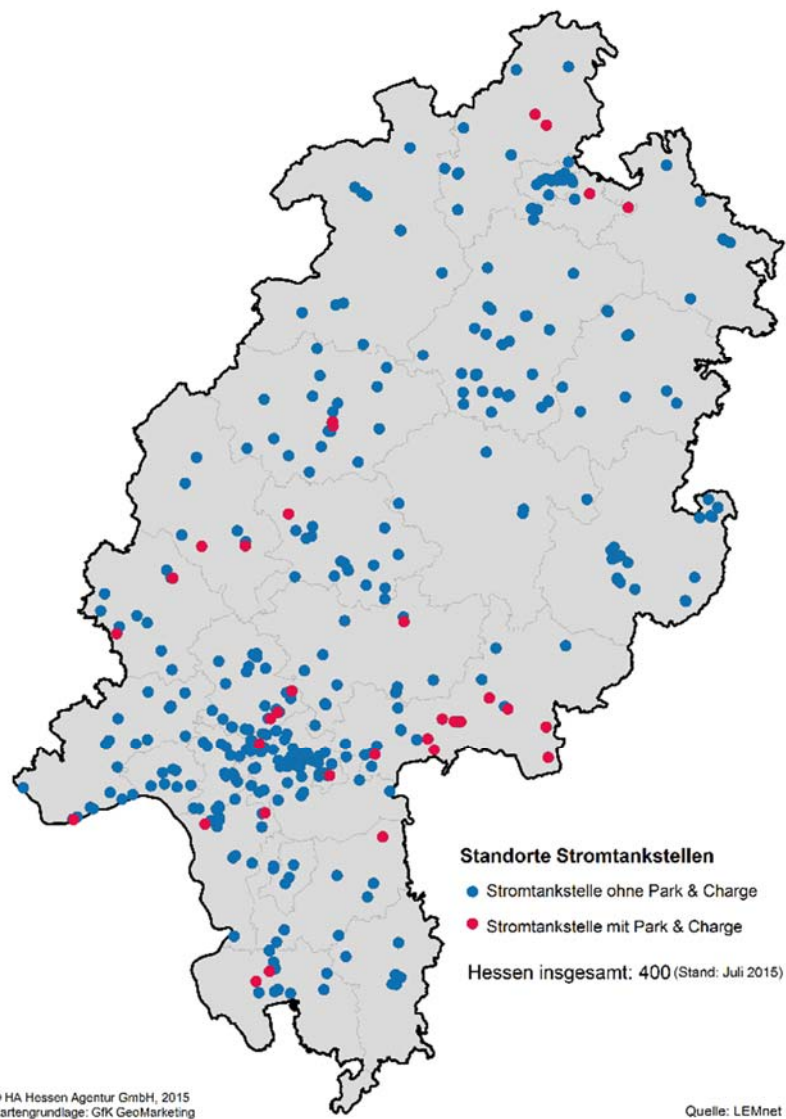 Standorte Stromtankstellen
Stromtankstelle ohne Park & Charge
Stromtankstelle mit Park & Charge
Hessen insgesamt: 400 (Stand: Juli 2015)
HA Hessen Agentur GmbH, 2015
artengrundlage: GfK GeoMarketing
Quelle: LEMnet